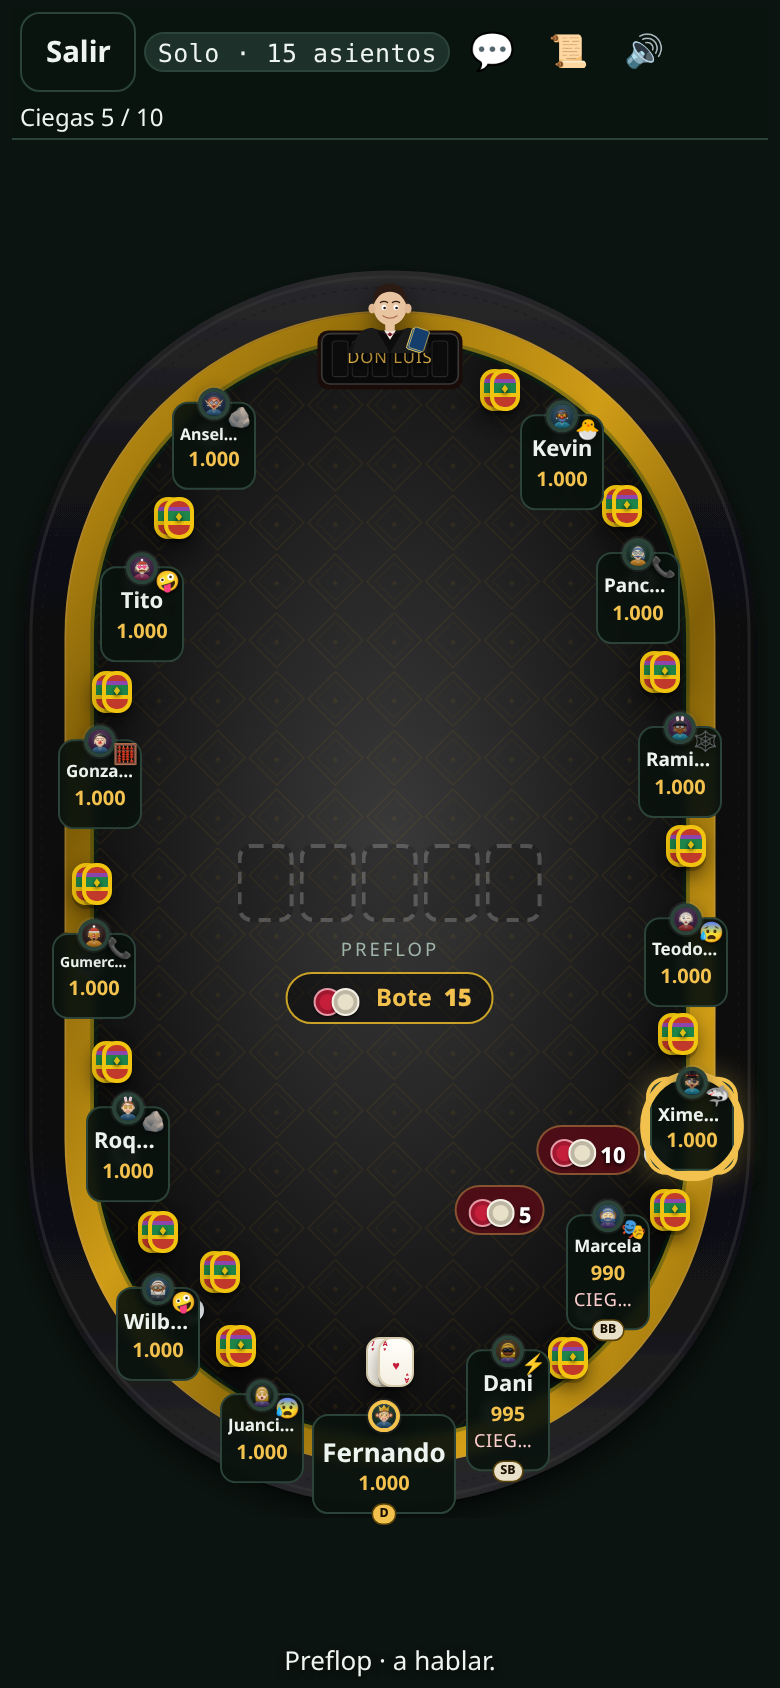 Salir
Solo · 15 asientos
Ciegas 5 / 10
DON LUIS
Ansel...
1.000
Kevin
1.000
Tito
1.000
Panc...
1.000
Gonza...
1.000
Rami...
1.000
Gumerc...
1.000
Teodo...
1.000
PREFLOP
Bote 15
Xime...
1.000
10
Roq...
1.000
5
Marcela
990
CIEG...
BB
Wilb...
1.000
Juanci...
1.000
A
Fernando
1.000
D
Dani
995
CIEG...
SB
Preflop · a hablar.